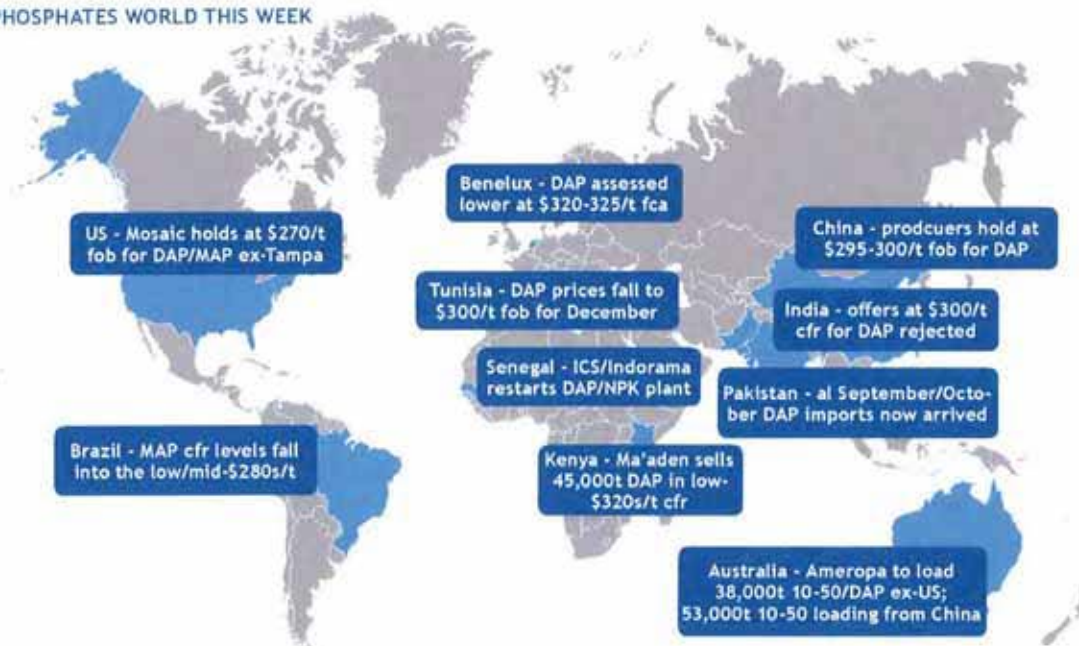 PHOSPHATES WORLD THIS WEEK
Benelux - DAP assessed
lower at $320-325/t fca
US - Mosaic holds at $270/t
fob for DAP/MAP ex-Tampa
China - prodcuers hold at
$295-300/t fob for DAP
Tunisia - DAP prices fall to
$300/t fob for December
India - offers at $300/t
cfr for DAP rejected
Senegal - ICS/Indorama
restarts DAP/NPK plant
Pakistan - al September/Octo-
ber DAP imports now arrived
Brazil - MAP cfr levels fall
into the low/mid-$280s/t
Kenya - Ma'aden sells
45,000t DAP in low-
$320s/t cfr
Australia - Ameropa to load
38,000t 10-50/DAP ex-US;
53,000t 10-50 loading from China